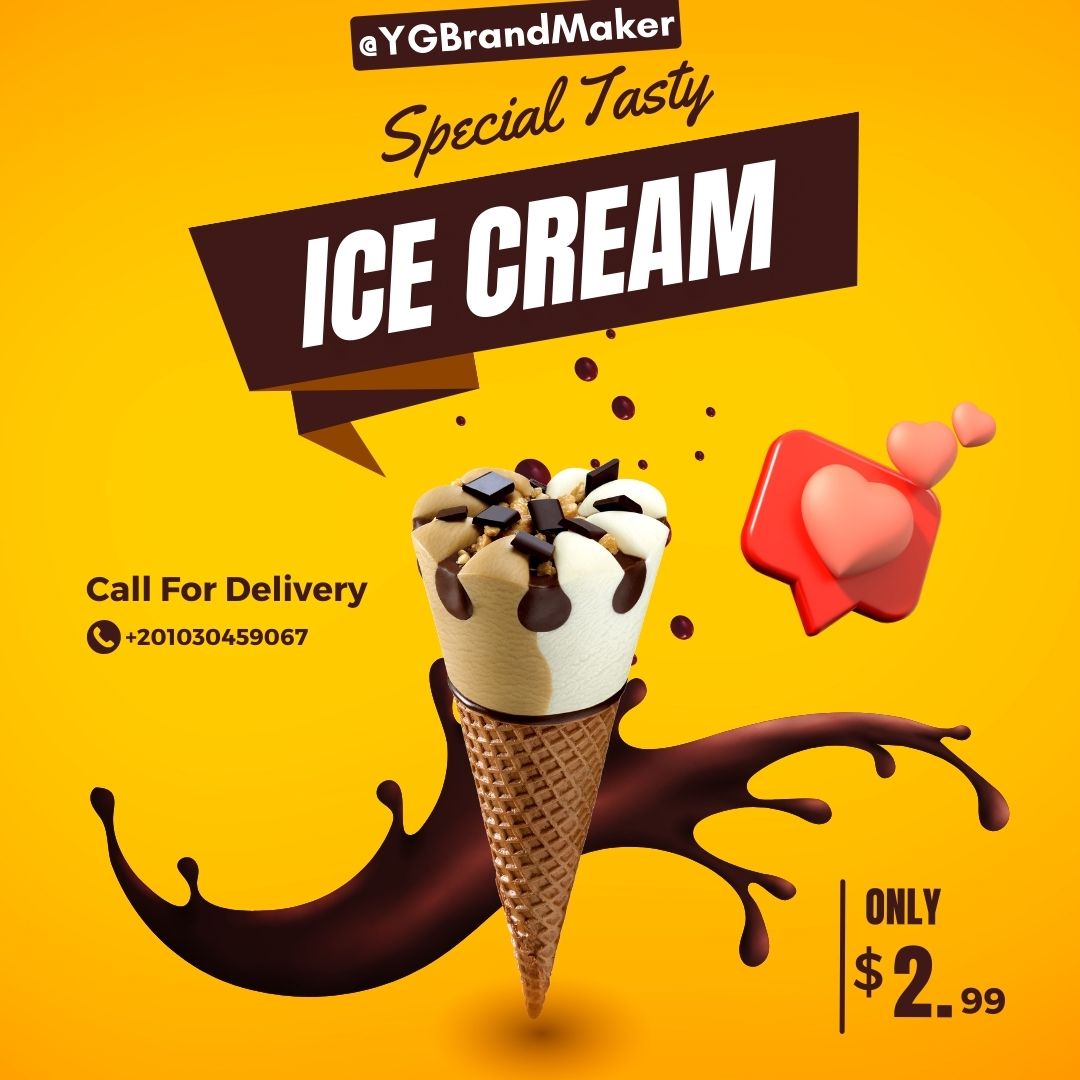 @YGBrandMaker
Special Tasty
ICE CREAM
Call For Delivery
+201030459067
ONLY
$2.99